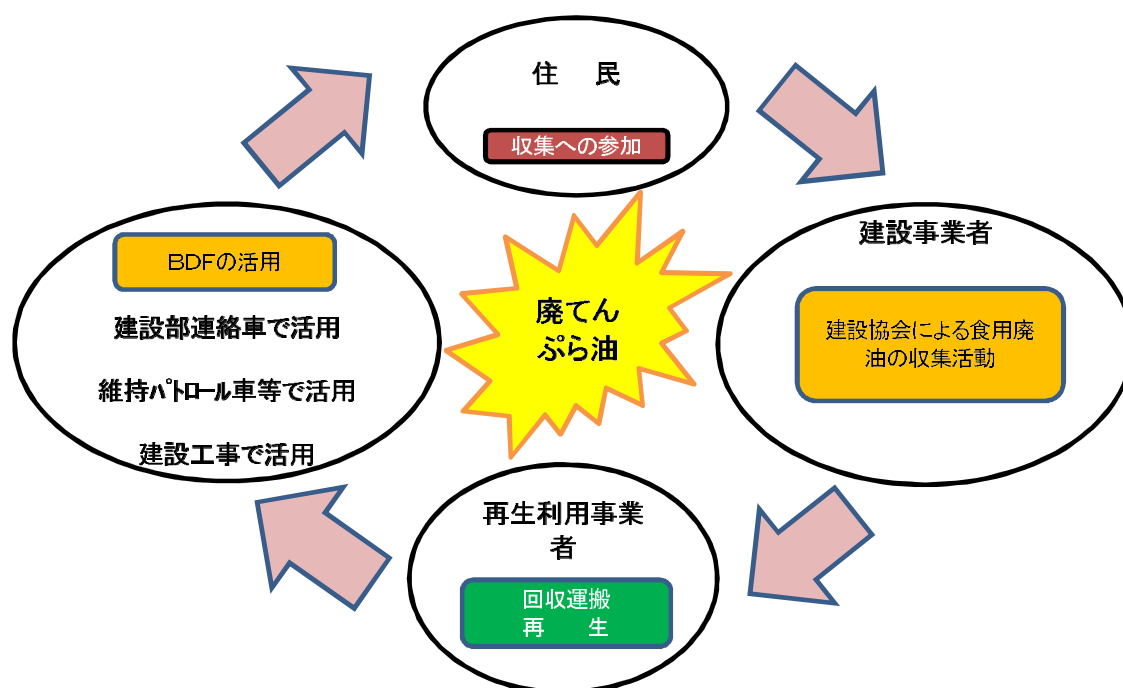 住　民
収集への参加
建設事業者
建設協会による食用廃
油の収集活動
廃てん
ぷら油
BDFの活用
建設部連絡車で活用
維持ﾊﾟﾄﾛｰﾙ車等で活用
建設工事で活用
再生利用事業
者
回収運搬
再　生